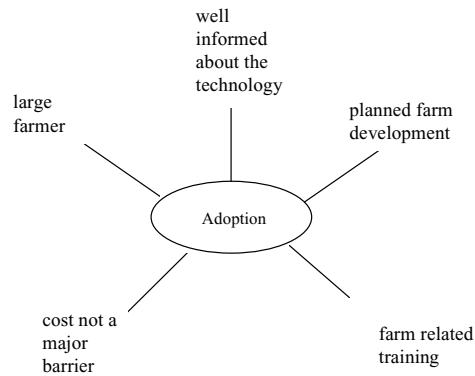 well
informed
about the
technology
large
farmer
planned farm
development
Adoption
cost not a
major
barrier
farm related
training